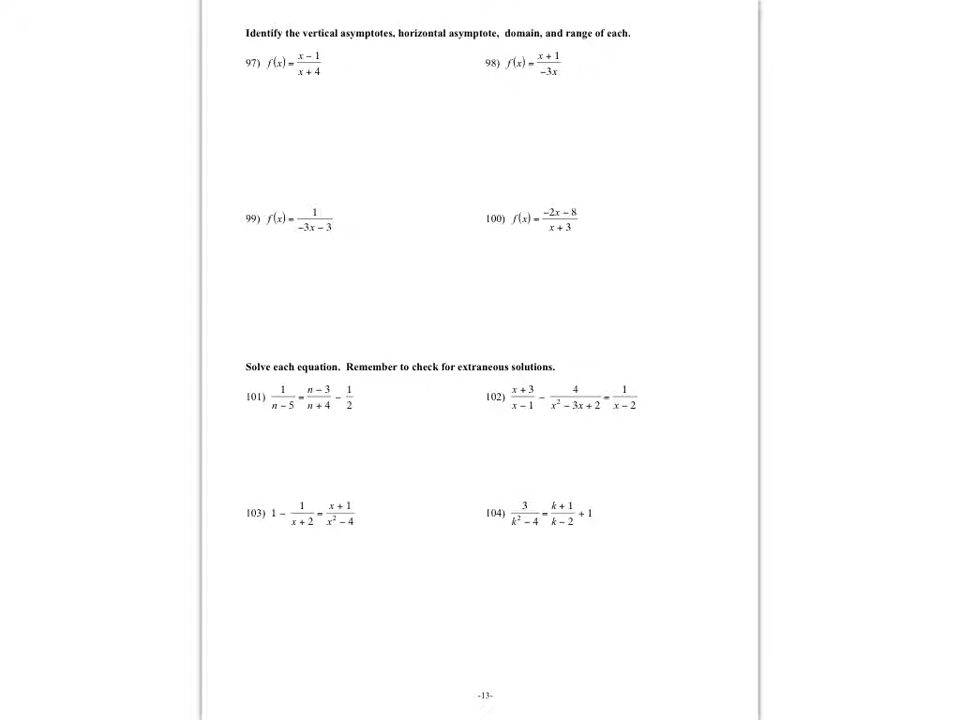 Identify the vertical asymptotes, horizontal asymptote, domain, and range of each.
97) f(x) = (x − 1)/(x + 4)
98) f(x) = (x + 1)/(−3x)
99) f(x) = 1/(−3x − 3)
100) f(x) = (−2x − 8)/(x + 3)
Solve each equation. Remember to check for extraneous solutions.
101) 1/(n − 5) = (n − 3)/(n + 4) − 1/2
102) (x + 3)/(x − 1) − 4/(x² − 3x + 2) = 1/(x − 2)
103) 1 − 1/(x + 2) = (x + 1)/(x² − 4)
104) 3/(k² − 4) = (k + 1)/(k − 2) + 1
-13-